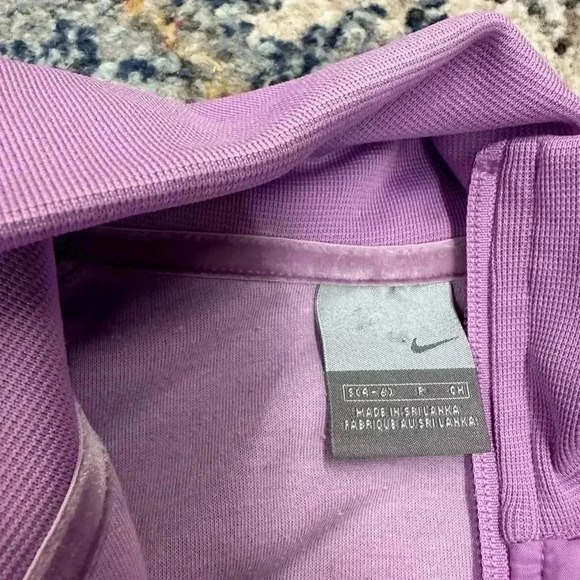 S(4-6) P CH
MADE IN SRI LANKA
FABRIQUE AU SRI LANKA